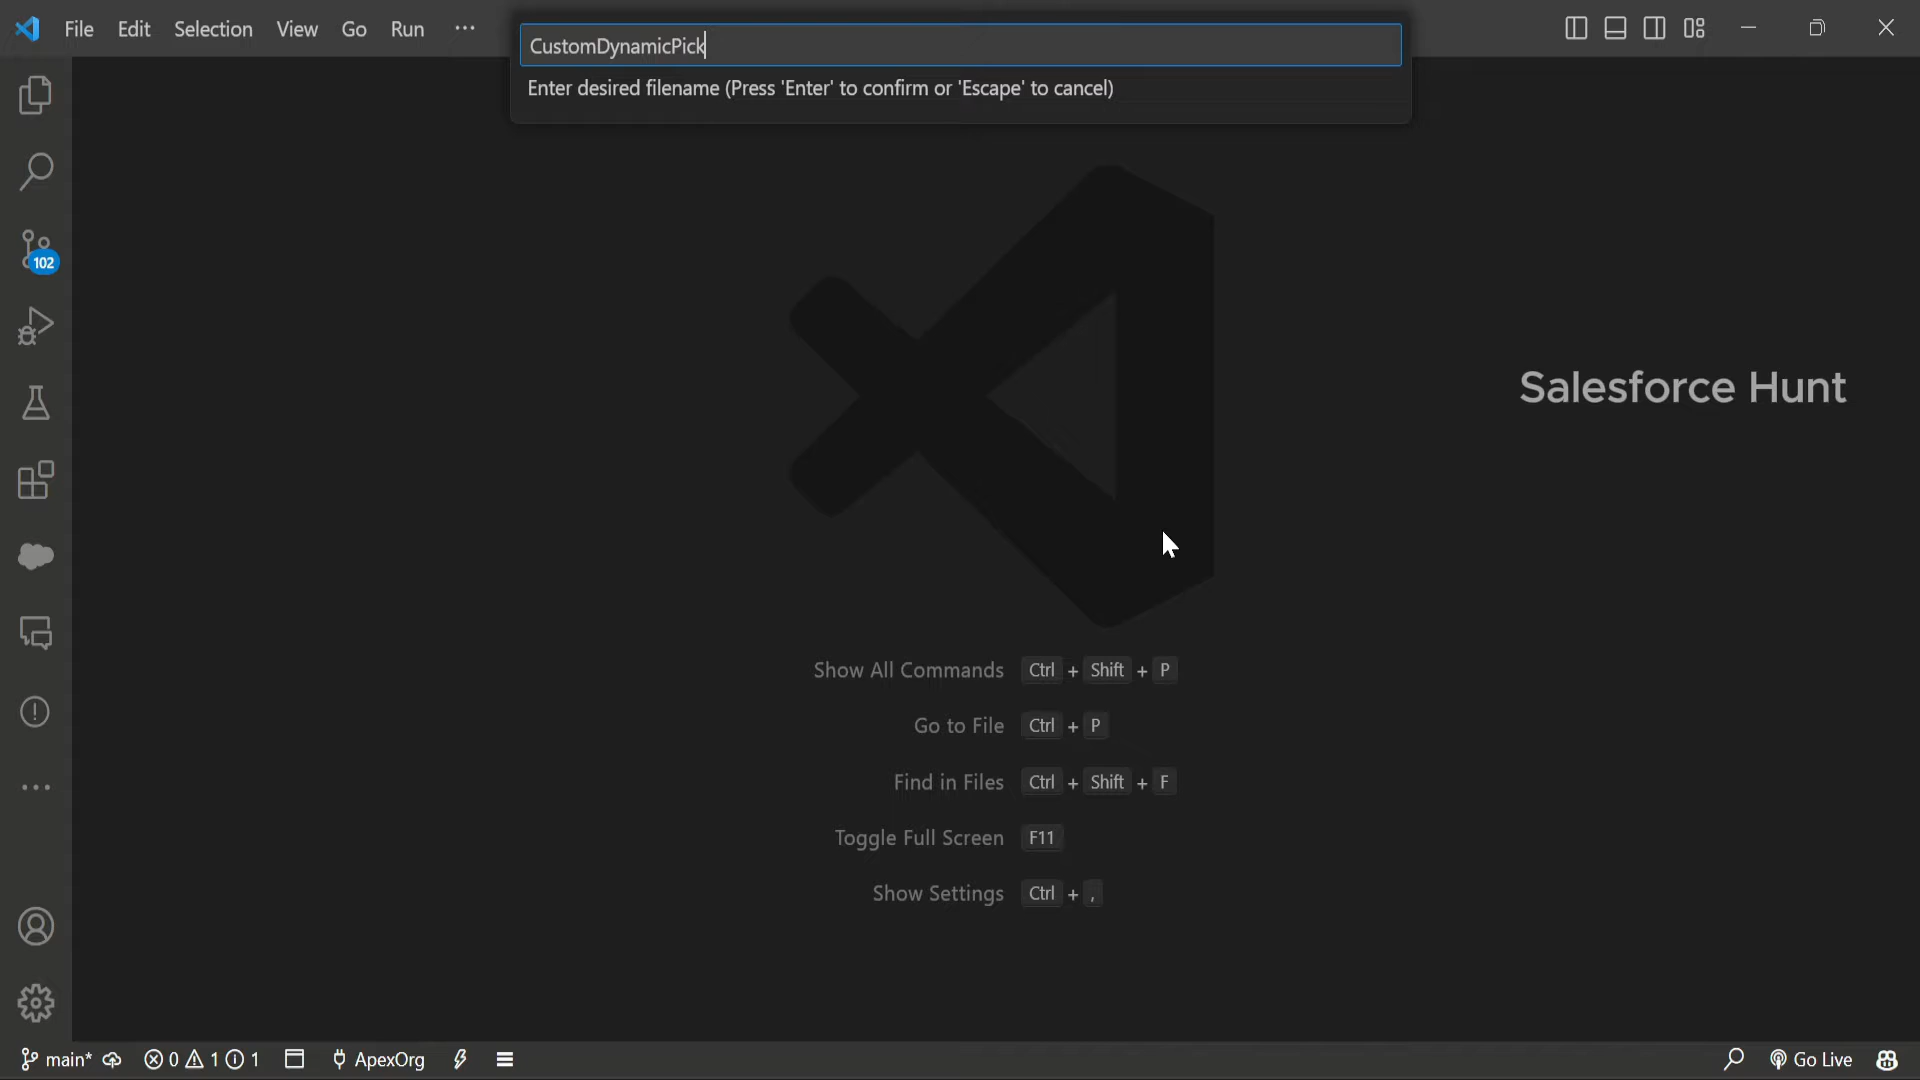 File Edit Selection View Go Run ...
CustomDynamicPick
Enter desired filename (Press 'Enter' to confirm or 'Escape' to cancel)
102
Salesforce Hunt
Show All Commands Ctrl + Shift + P
Go to File Ctrl + P
Find in Files Ctrl + Shift + F
Toggle Full Screen F11
Show Settings Ctrl + ,
main* 0 1 1 ApexOrg Go Live